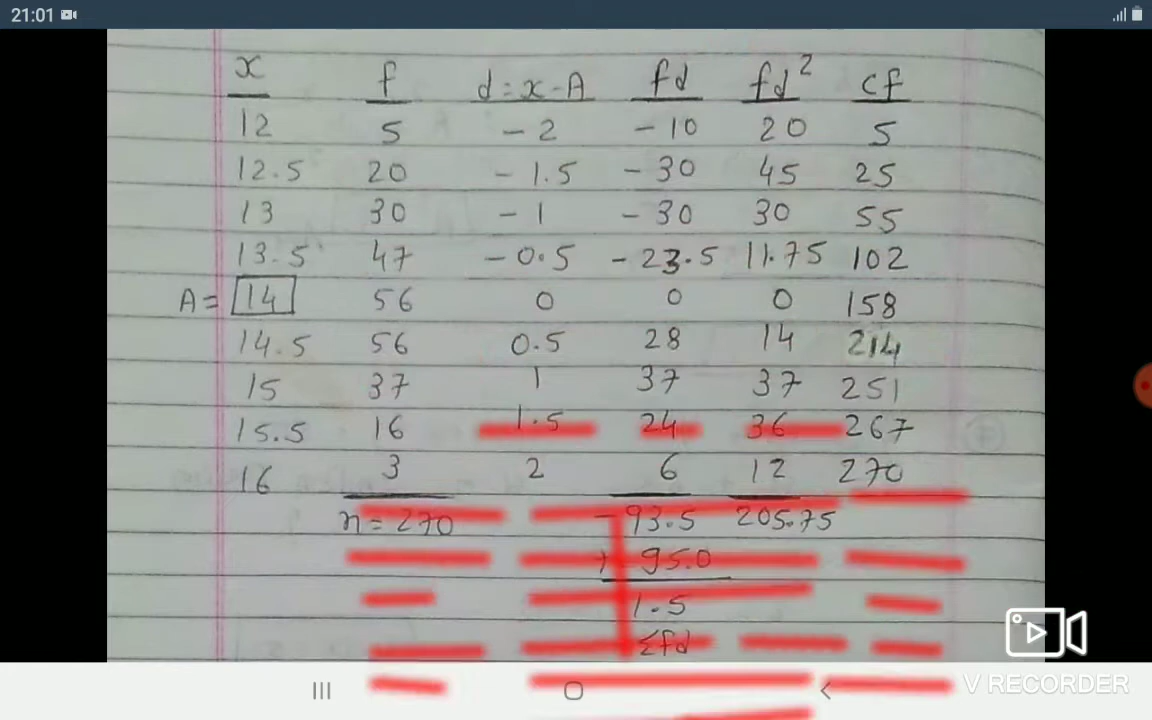 21:01
x f d = x - A fd fd² cf
12 5 - 2 - 10 20 5
12.5 20 - 1.5 - 30 45 25
13 30 - 1 - 30 30 55
13.5 47 - 0.5 - 23.5 11.75 102
A = 14 56 0 0 0 158
14.5 56 0.5 28 14 214
15 37 1 37 37 251
15.5 16 1.5 24 36 267
16 3 2 6 12 270
n = 270 - 93.5 205.75
+ 95.0
1.5
Σfd
V RECORDER